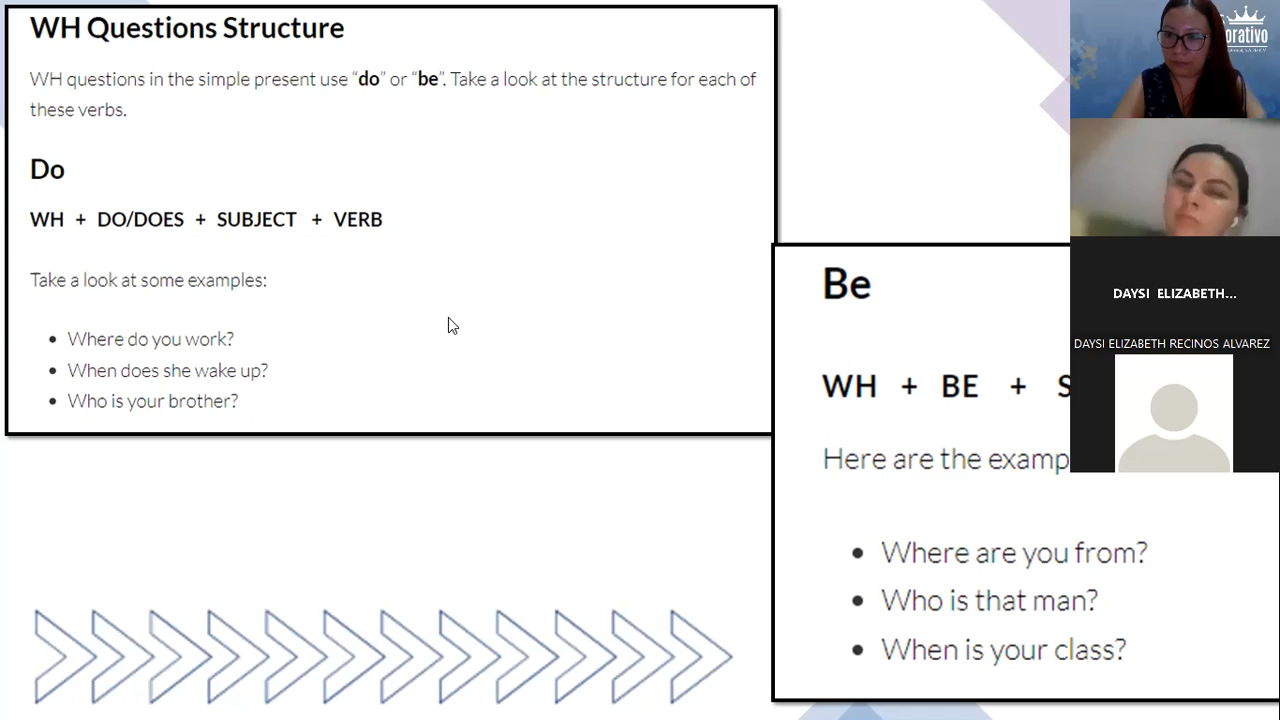 WH Questions Structure
WH questions in the simple present use “do” or “be”. Take a look at the structure for each of
these verbs.
Do
WH + DO/DOES + SUBJECT + VERB
Take a look at some examples:
• Where do you work?
• When does she wake up?
• Who is your brother?
Be
WH + BE + S
Here are the examp
• Where are you from?
• Who is that man?
• When is your class?
orativo
DAYSI ELIZABETH...
DAYSI ELIZABETH RECINOS ALVAREZ